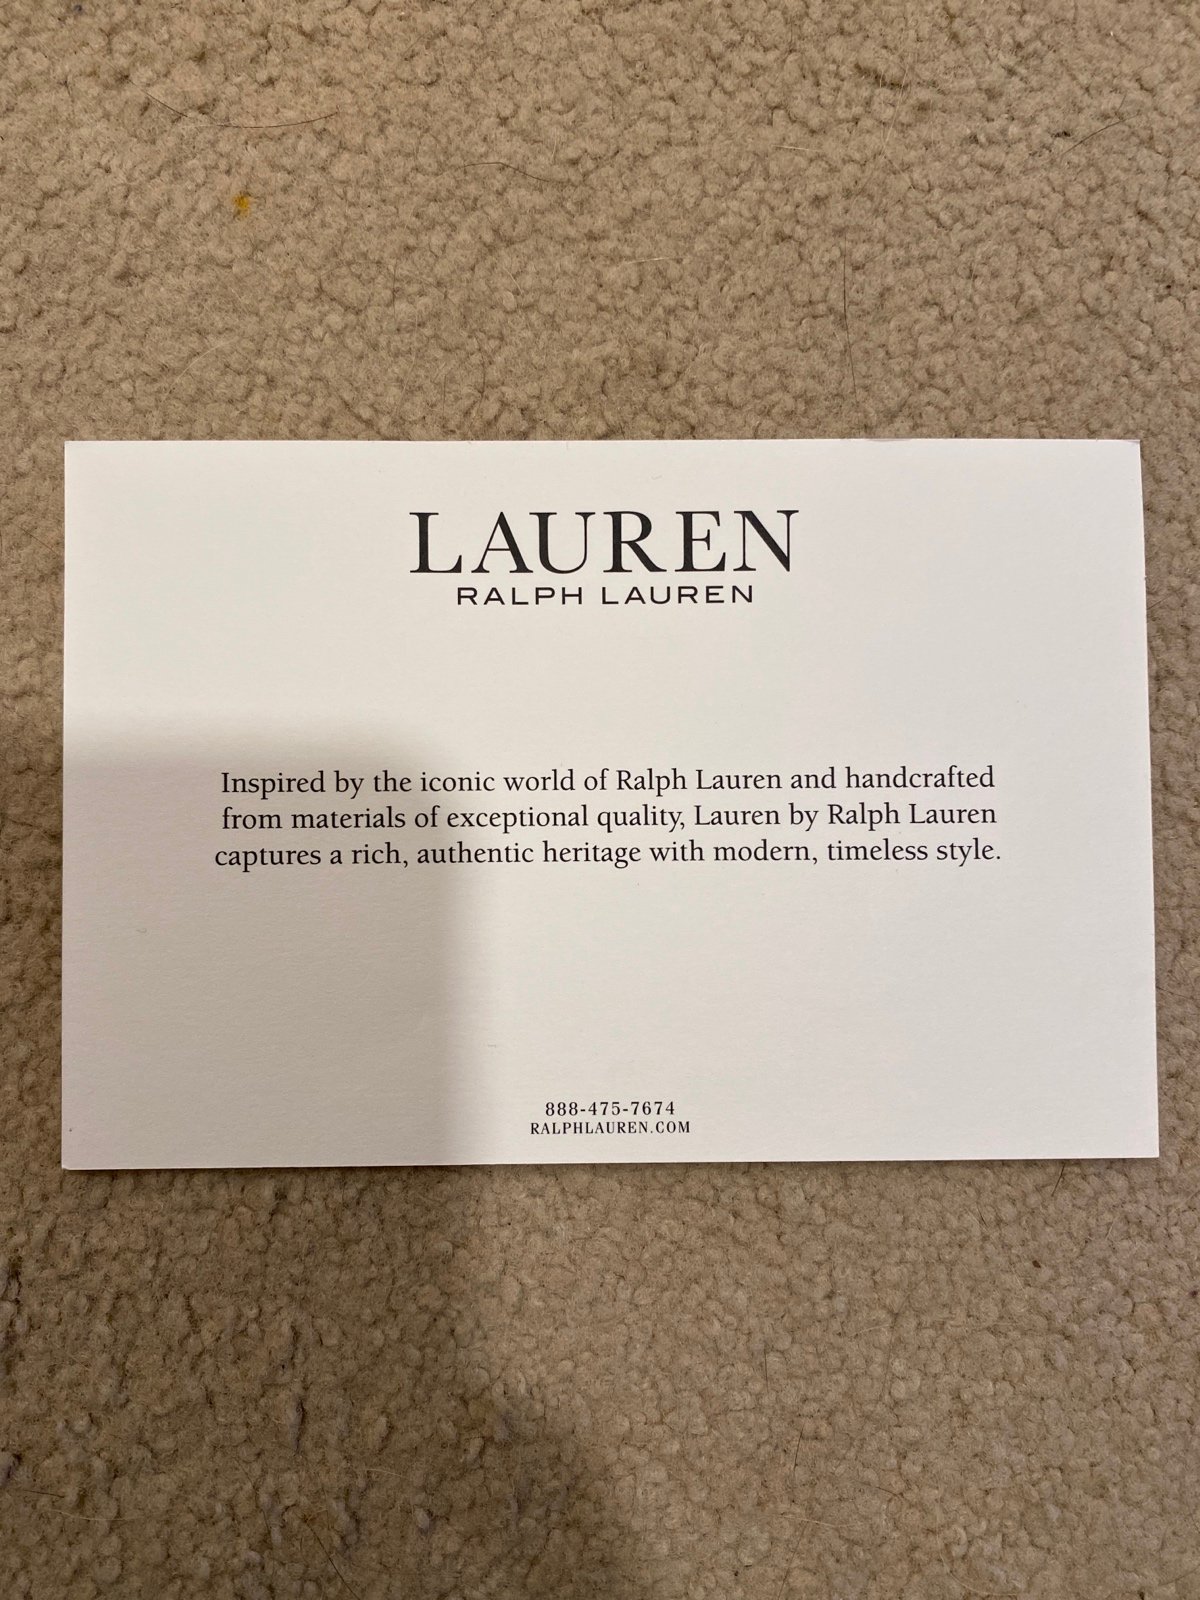 LAUREN
RALPH LAUREN
Inspired by the iconic world of Ralph Lauren and handcrafted
from materials of exceptional quality, Lauren by Ralph Lauren
captures a rich, authentic heritage with modern, timeless style.
888-475-7674
RALPHLAUREN.COM